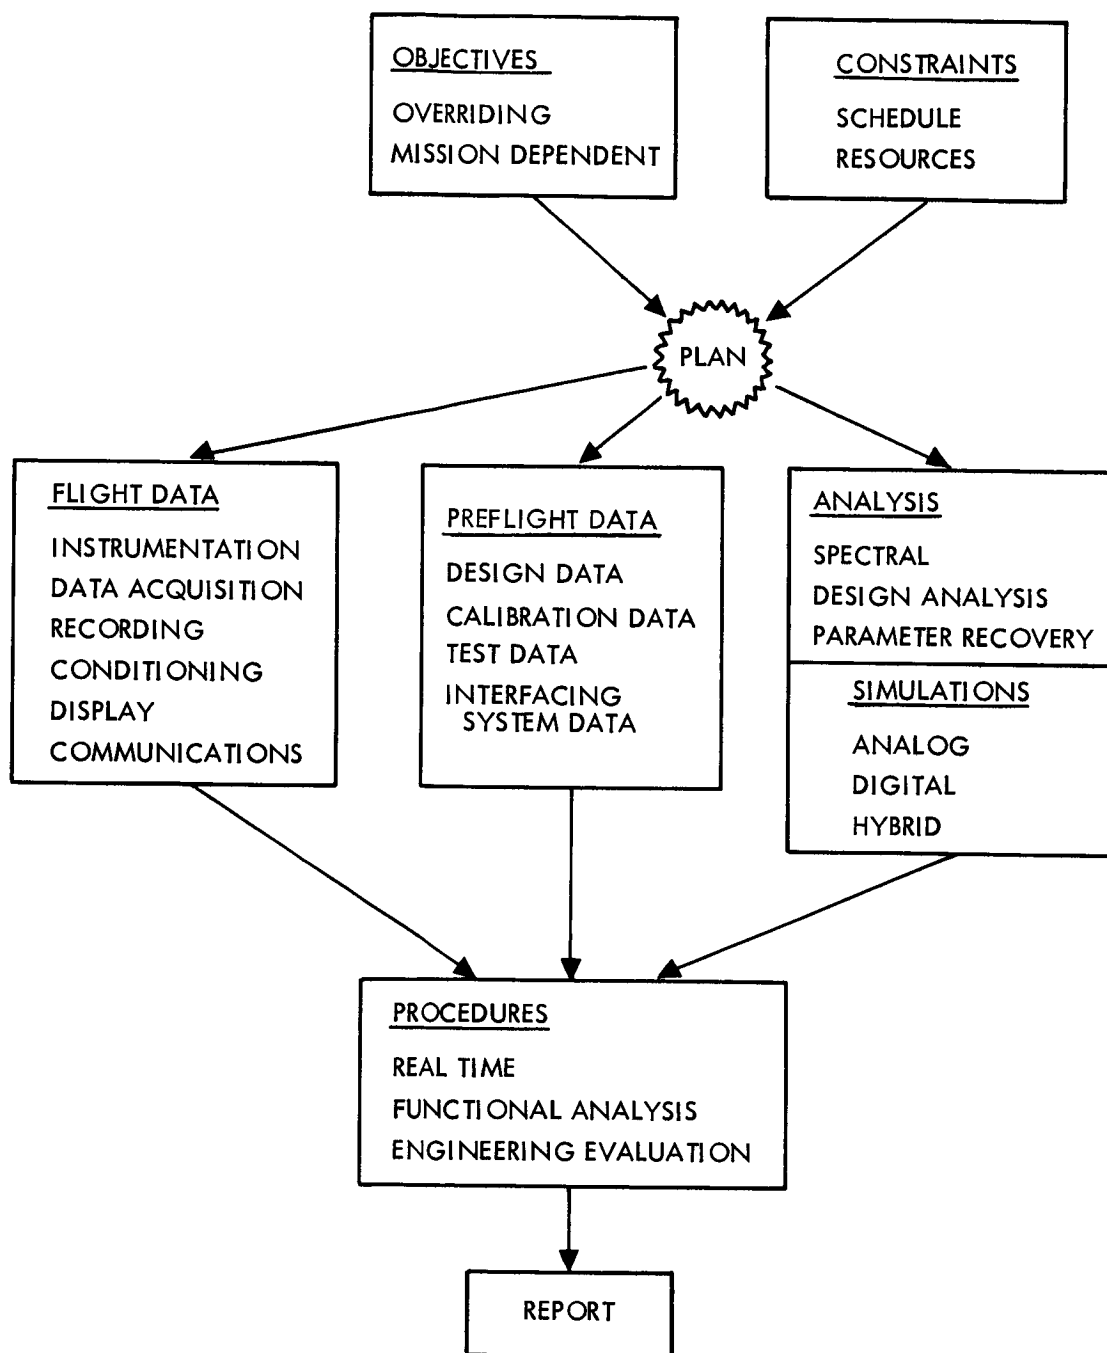 OBJECTIVES
OVERRIDING
MISSION DEPENDENT
CONSTRAINTS
SCHEDULE
RESOURCES
PLAN
FLIGHT DATA
INSTRUMENTATION
DATA ACQUISITION
RECORDING
CONDITIONING
DISPLAY
COMMUNICATIONS
PREFLIGHT DATA
DESIGN DATA
CALIBRATION DATA
TEST DATA
INTERFACING
SYSTEM DATA
ANALYSIS
SPECTRAL
DESIGN ANALYSIS
PARAMETER RECOVERY
SIMULATIONS
ANALOG
DIGITAL
HYBRID
PROCEDURES
REAL TIME
FUNCTIONAL ANALYSIS
ENGINEERING EVALUATION
REPORT